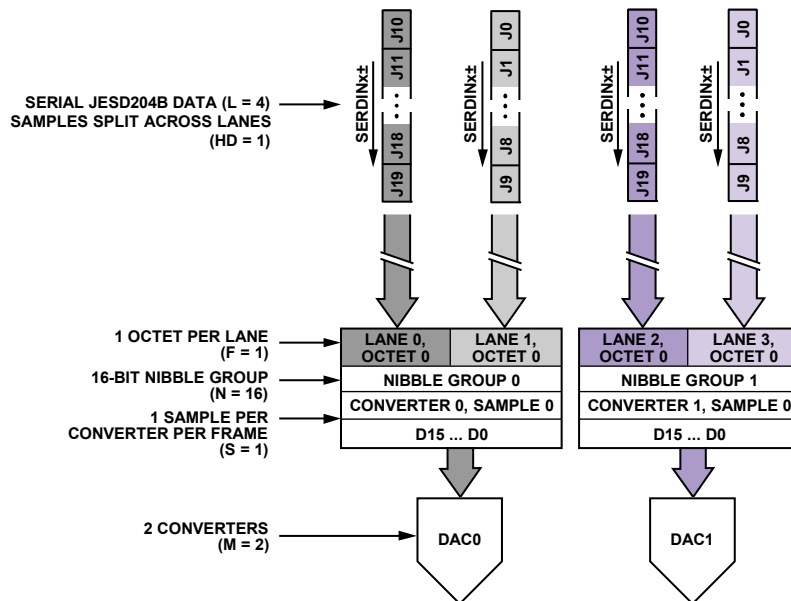 J10
J11
J18
J19
SERDINx±
J0
J1
J8
J9
SERDINx±
J10
J11
J18
J19
SERDINx±
J0
J1
J8
J9
SERDINx±
SERIAL JESD204B DATA (L = 4)
SAMPLES SPLIT ACROSS LANES
(HD = 1)
1 OCTET PER LANE
(F = 1)
LANE 0,
OCTET 0
LANE 1,
OCTET 0
LANE 2,
OCTET 0
LANE 3,
OCTET 0
16-BIT NIBBLE GROUP
(N = 16)
NIBBLE GROUP 0
NIBBLE GROUP 1
1 SAMPLE PER
CONVERTER PER FRAME
(S = 1)
CONVERTER 0, SAMPLE 0
CONVERTER 1, SAMPLE 0
D15 ... D0
D15 ... D0
2 CONVERTERS
(M = 2)
DAC0
DAC1